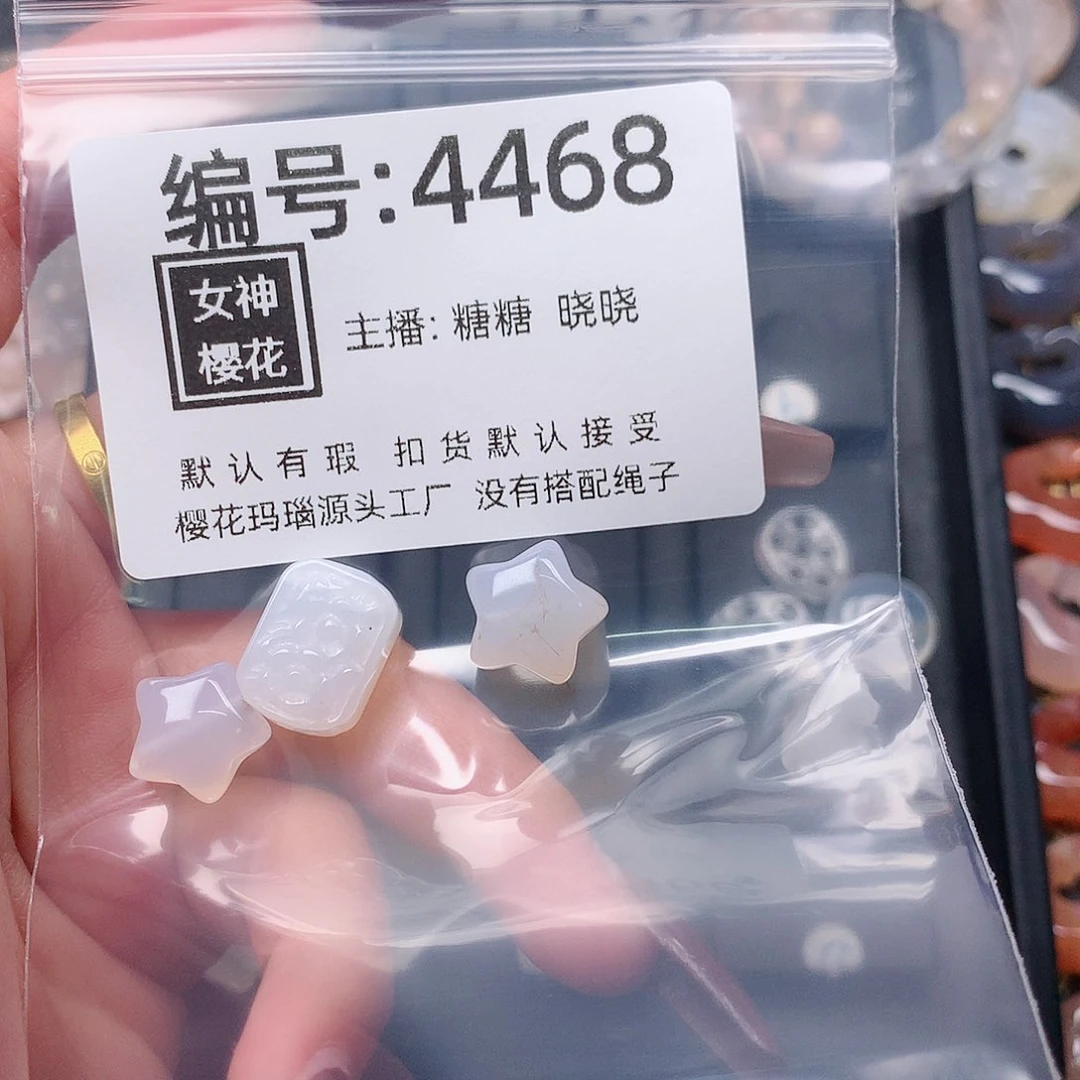 编号:4468
女神
樱花
主播: 糖糖 晓晓
默认有瑕 扣货默认接受
樱花玛瑙源头工厂 没有搭配绳子